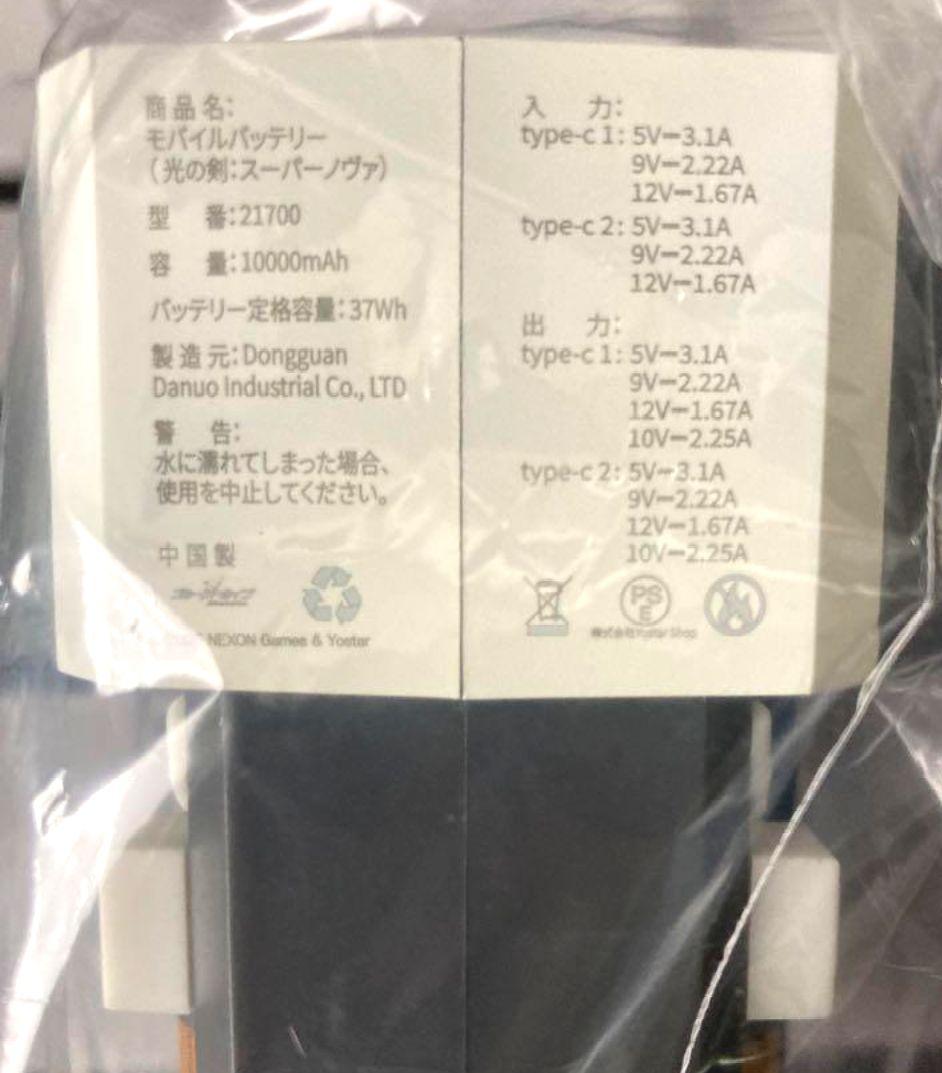 商品名:
モバイルバッテリー
（光の剣:スーパーノヴァ）
型 番:21700
容 量:10000mAh
バッテリー定格容量:37Wh
製造元:Dongguan
Danuo Industrial Co., LTD
警 告:
水に濡れてしまった場合、
使用を中止してください。
中国製
NEXON Games & Yostar
入 力:
type-c 1: 5V⎓3.1A
9V⎓2.22A
12V⎓1.67A
type-c 2: 5V⎓3.1A
9V⎓2.22A
12V⎓1.67A
出 力:
type-c 1: 5V⎓3.1A
9V⎓2.22A
12V⎓1.67A
10V⎓2.25A
type-c 2: 5V⎓3.1A
9V⎓2.22A
12V⎓1.67A
10V⎓2.25A
PS
E
株式会社Yostar Shop